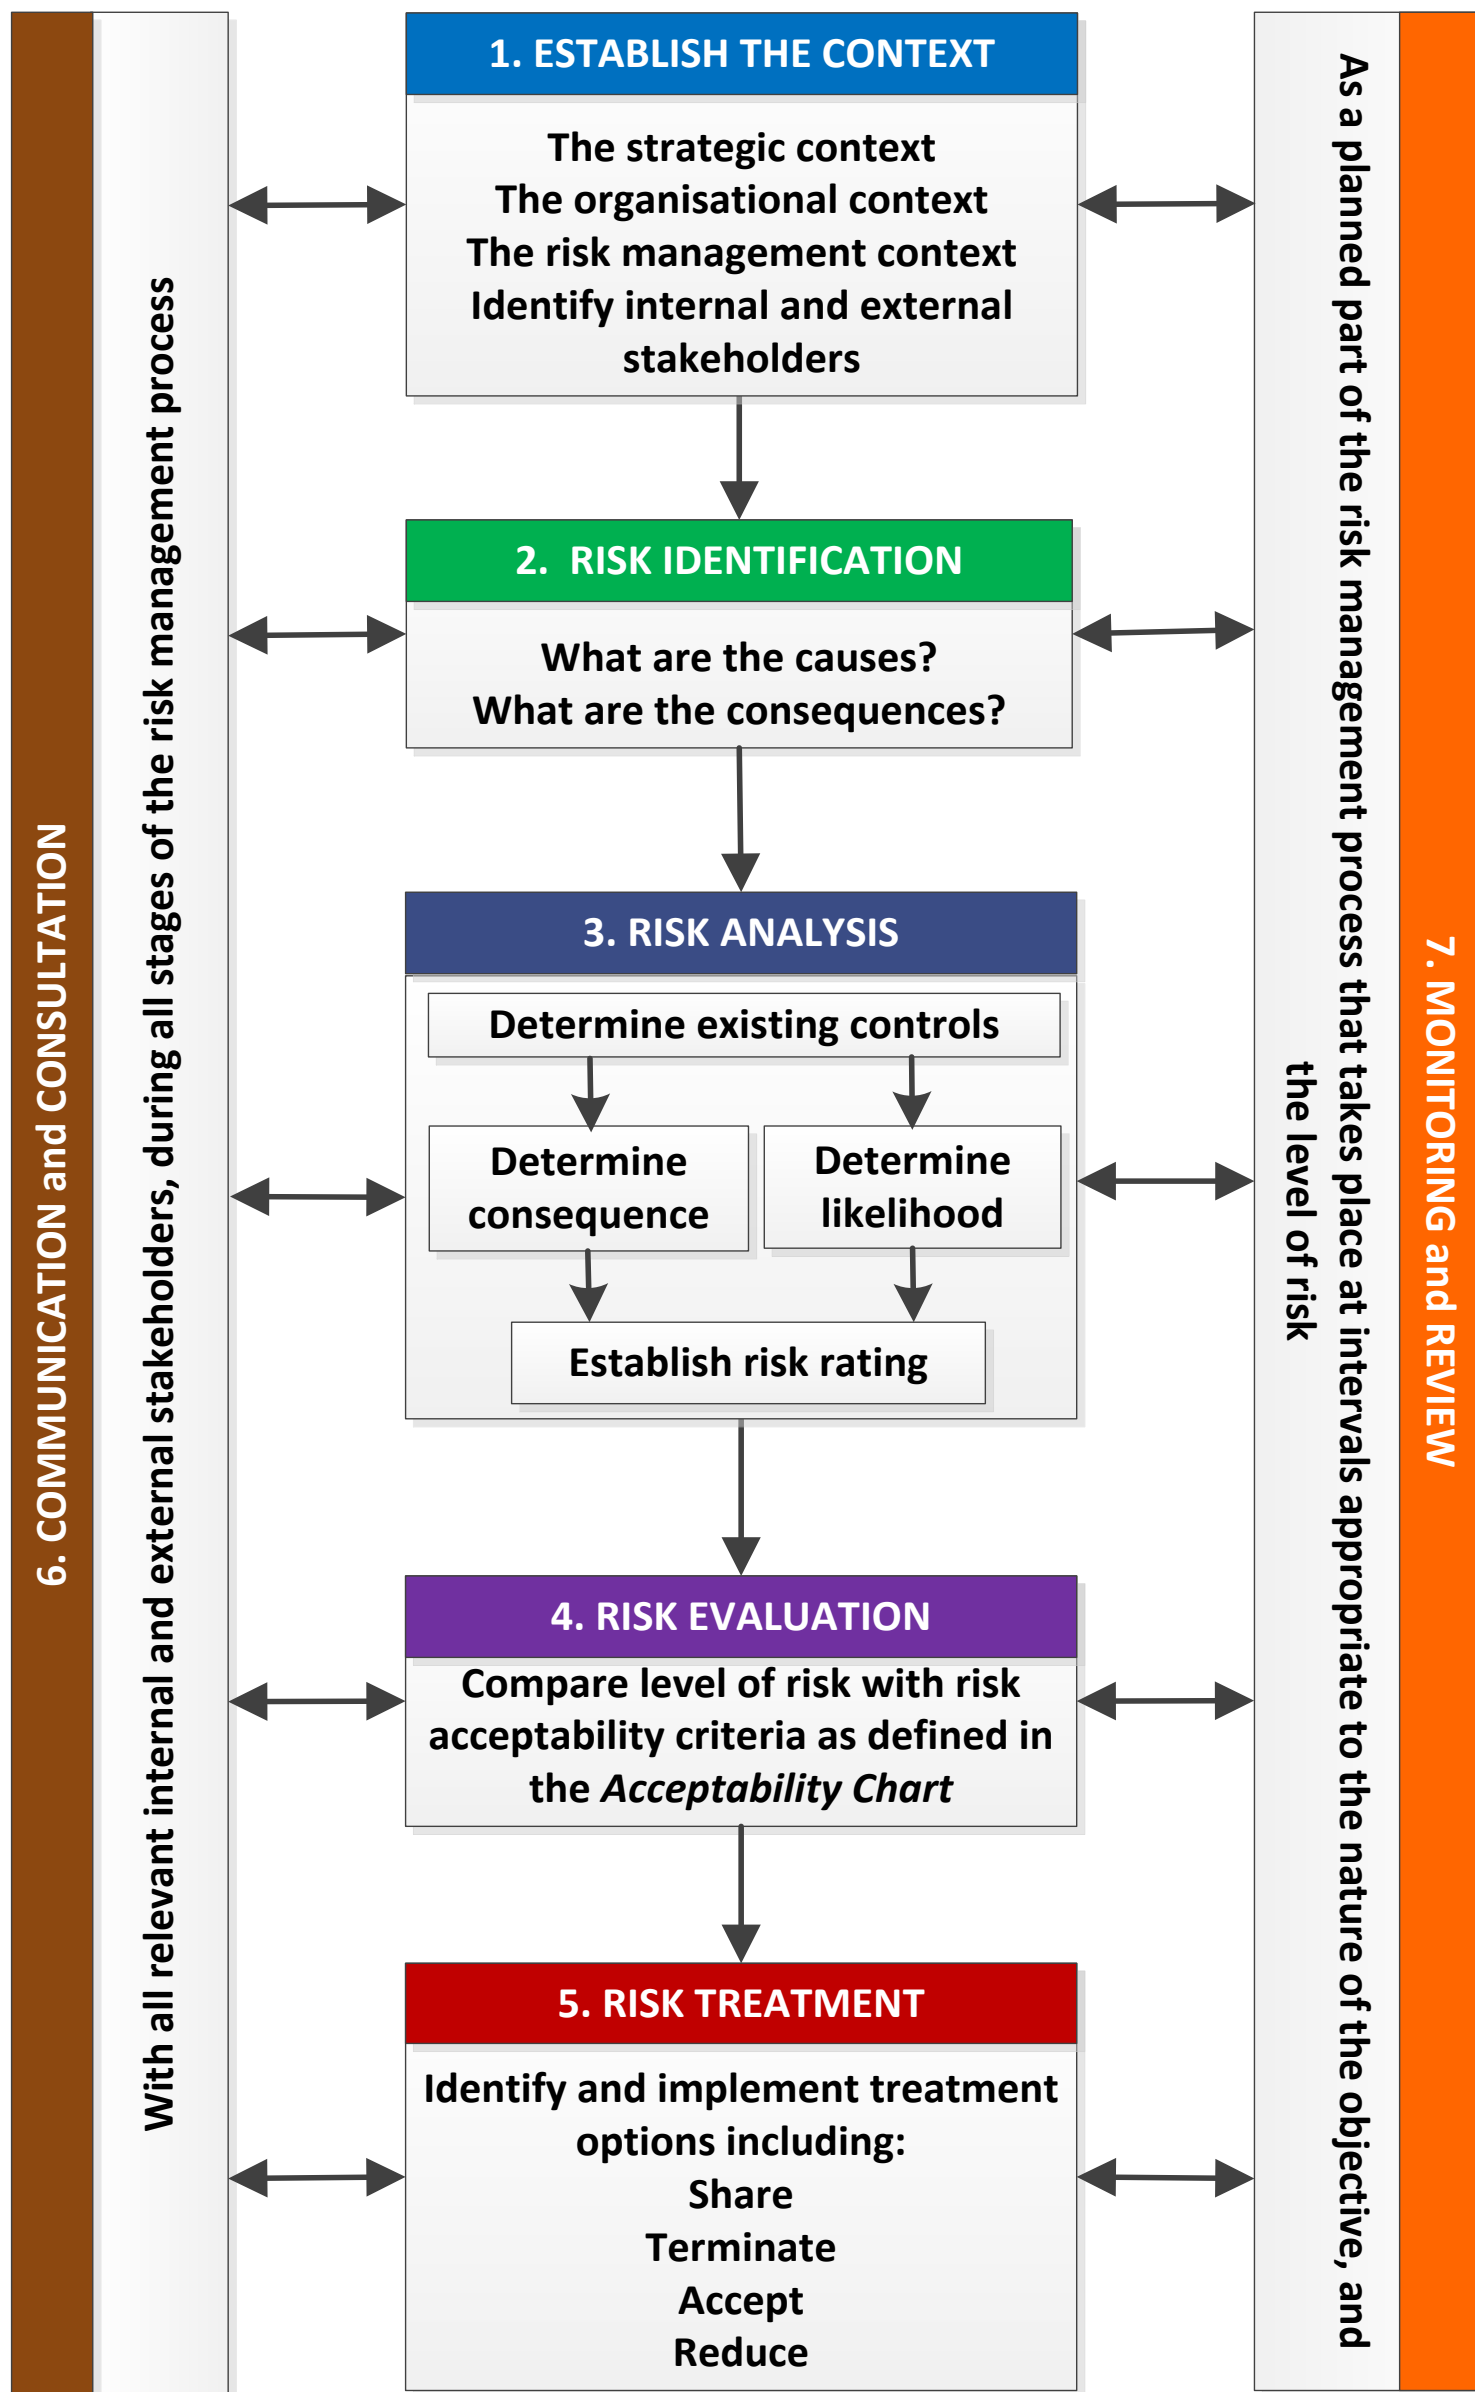 1. ESTABLISH THE CONTEXT
The strategic context
The organisational context
The risk management context
Identify internal and external
stakeholders
2.  RISK IDENTIFICATION
What are the causes?
What are the consequences?
3. RISK ANALYSIS
Determine existing controls
Determine
consequence
Determine
likelihood
Establish risk rating
4. RISK EVALUATION
Compare level of risk with risk
acceptability criteria as defined in
the Acceptability Chart
5. RISK TREATMENT
Identify and implement treatment
options including:
Share
Terminate
Accept
Reduce
6. COMMUNICATION and CONSULTATION
With all relevant internal and external stakeholders, during all stages of the risk management process
7. MONITORING and REVIEW
As a planned part of the risk management process that takes place at intervals appropriate to the nature of the objective, and
the level of risk